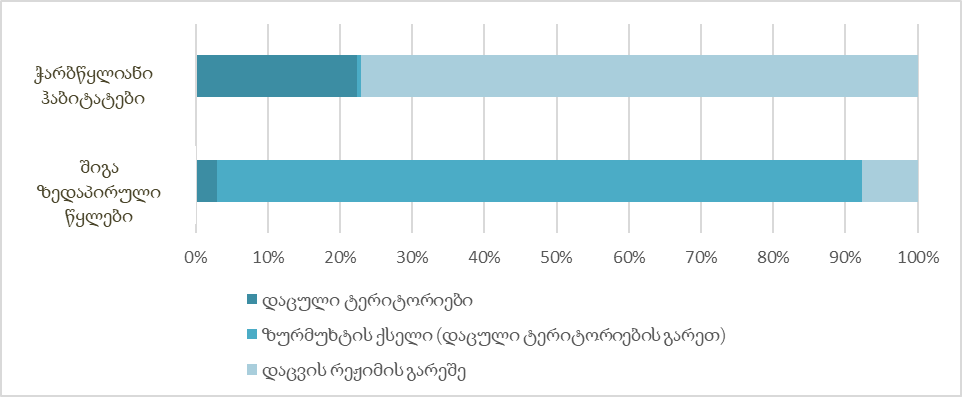 ჭარბწყლიანი
ჰაბიტატები
შიგა
ზედაპირული
წყლები
0% 10% 20% 30% 40% 50% 60% 70% 80% 90% 100%
დაცული ტერიტორიები
ზურმუხტის ქსელი (დაცული ტერიტორიების გარეთ)
დაცვის რეჟიმის გარეშე